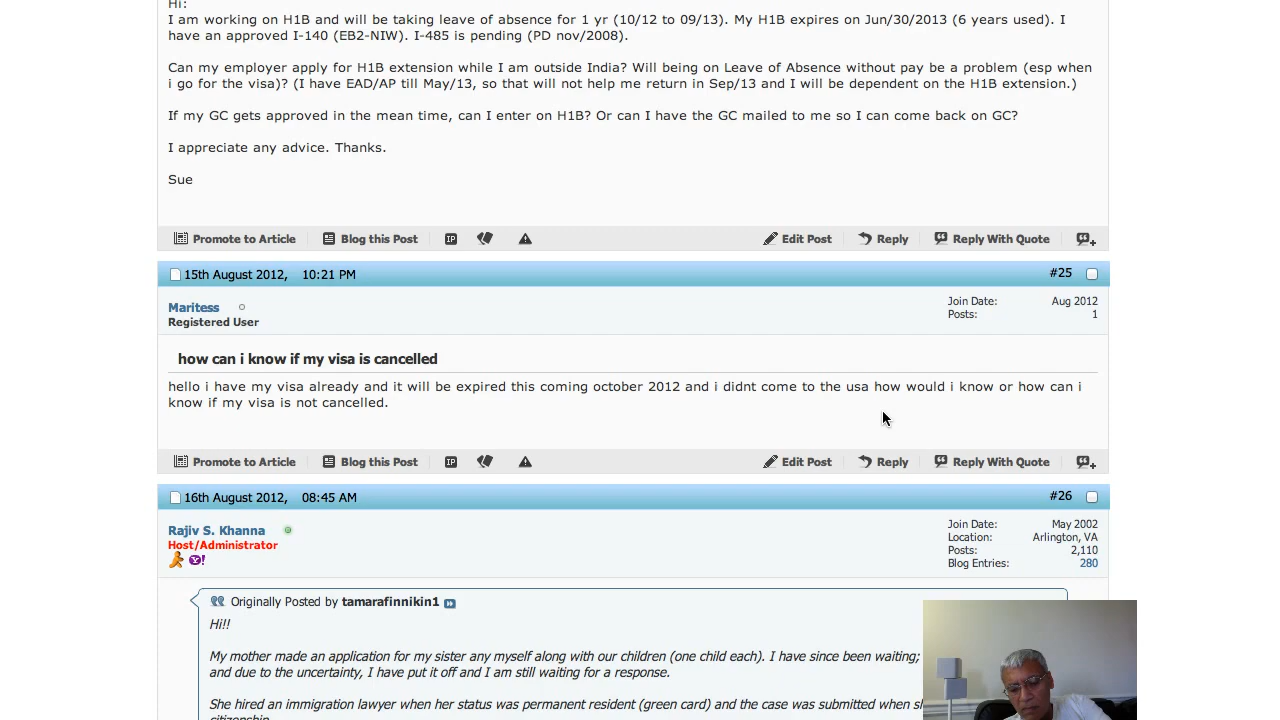 Hi:
I am working on H1B and will be taking leave of absence for 1 yr (10/12 to 09/13). My H1B expires on Jun/30/2013 (6 years used). I
have an approved I-140 (EB2-NIW). I-485 is pending (PD nov/2008).
Can my employer apply for H1B extension while I am outside India? Will being on Leave of Absence without pay be a problem (esp when
i go for the visa)? (I have EAD/AP till May/13, so that will not help me return in Sep/13 and I will be dependent on the H1B extension.)
If my GC gets approved in the mean time, can I enter on H1B? Or can I have the GC mailed to me so I can come back on GC?
I appreciate any advice. Thanks.
Sue
Promote to Article Blog this Post IP Edit Post Reply Reply With Quote
15th August 2012, 10:21 PM #25
Maritess Join Date: Aug 2012
Registered User Posts: 1
how can i know if my visa is cancelled
hello i have my visa already and it will be expired this coming october 2012 and i didnt come to the usa how would i know or how can i
know if my visa is not cancelled.
Promote to Article Blog this Post IP Edit Post Reply Reply With Quote
16th August 2012, 08:45 AM #26
Rajiv S. Khanna Join Date: May 2002
Host/Administrator Location: Arlington, VA
Y! Posts: 2,110
Blog Entries: 280
Originally Posted by tamarafinnikin1
Hi!!
My mother made an application for my sister any myself along with our children (one child each). I have since been waiting;
and due to the uncertainty, I have put it off and I am still waiting for a response.
She hired an immigration lawyer when her status was permanent resident (green card) and the case was submitted when
citizenship